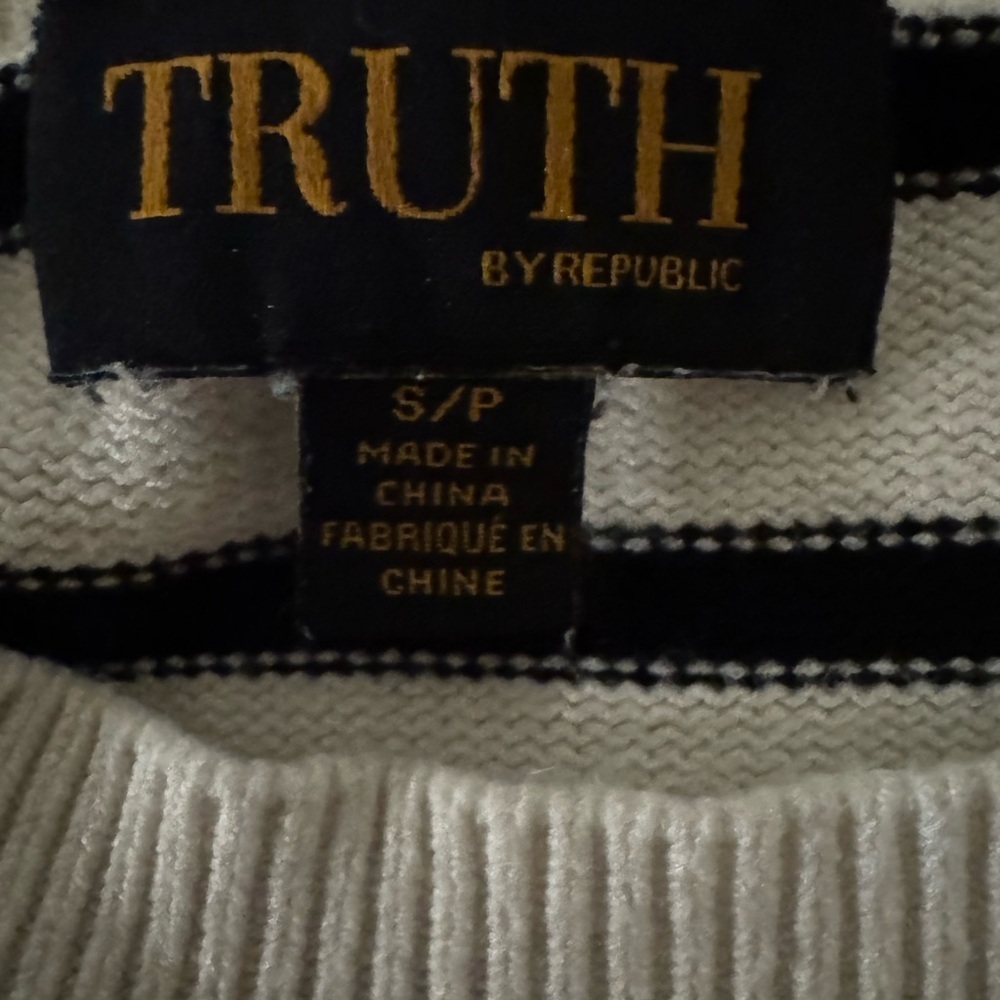 TRUTH
BY REPUBLIC
S/P
MADE IN
CHINA
FABRIQUÉ EN
CHINE